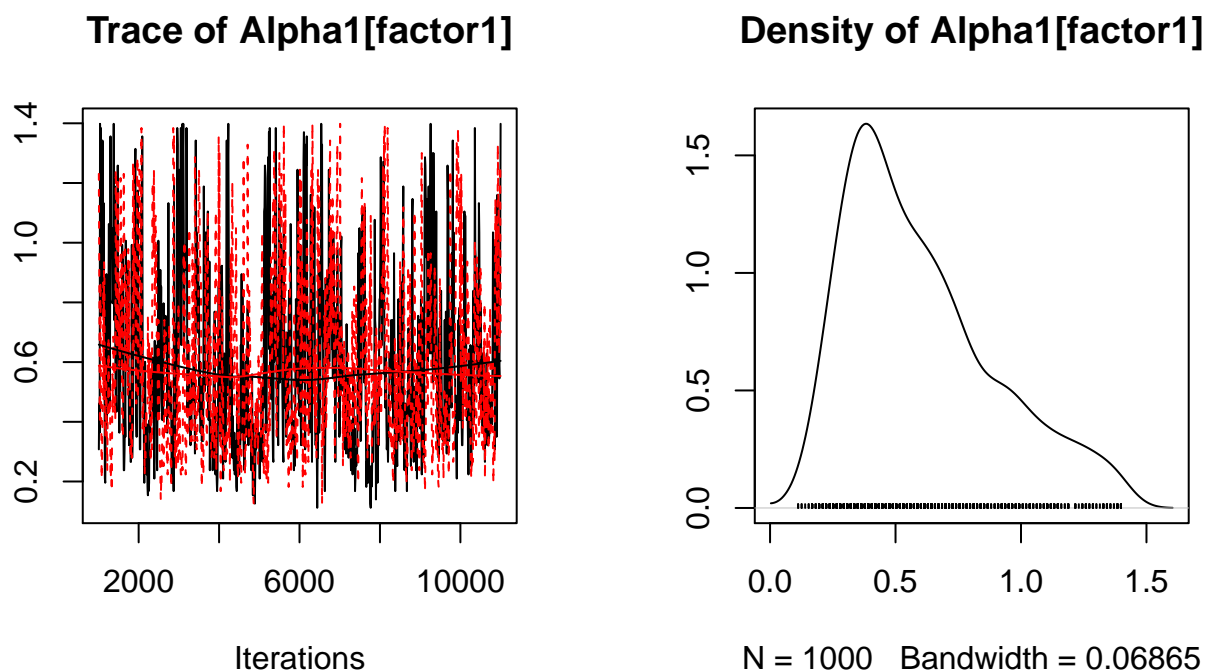 Trace of Alpha1[factor1]
1.4
1.0
0.6
0.2
2000 6000 10000
Iterations
Density of Alpha1[factor1]
1.5
1.0
0.5
0.0
0.0 0.5 1.0 1.5
N = 1000 Bandwidth = 0.06865